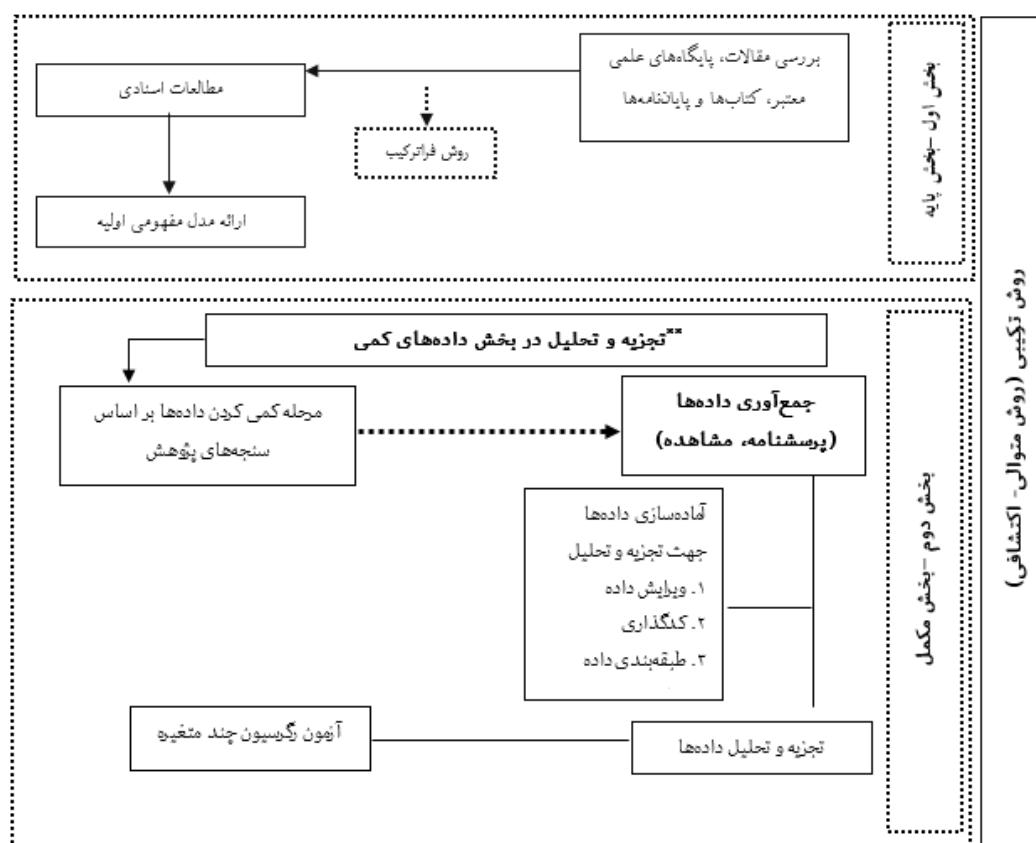 روش ترکیبی (روش متوالی- اکتشافی)
بخش اول –بخش پایه
بررسی مقالات، پایگاه‌های علمی
معتبر، کتاب‌ها و پایان‌نامه‌ها
مطالعات اسنادی
روش فراترکیب
ارائه مدل مفهومی اولیه
بخش دوم –بخش مکمل
**تجزیه و تحلیل در بخش داده‌های کمی
مرحله کمی کردن داده‌ها بر اساس
سنجه‌های پژوهش
جمع‌آوری داده‌ها
(پرسشنامه، مشاهده)
آماده‌سازی داده‌ها
جهت تجزیه و تحلیل
۱. ویرایش داده
۲. کدگذاری
۳. طبقه‌بندی داده
تجزیه و تحلیل داده‌ها
آزمون رگرسیون چند متغیره